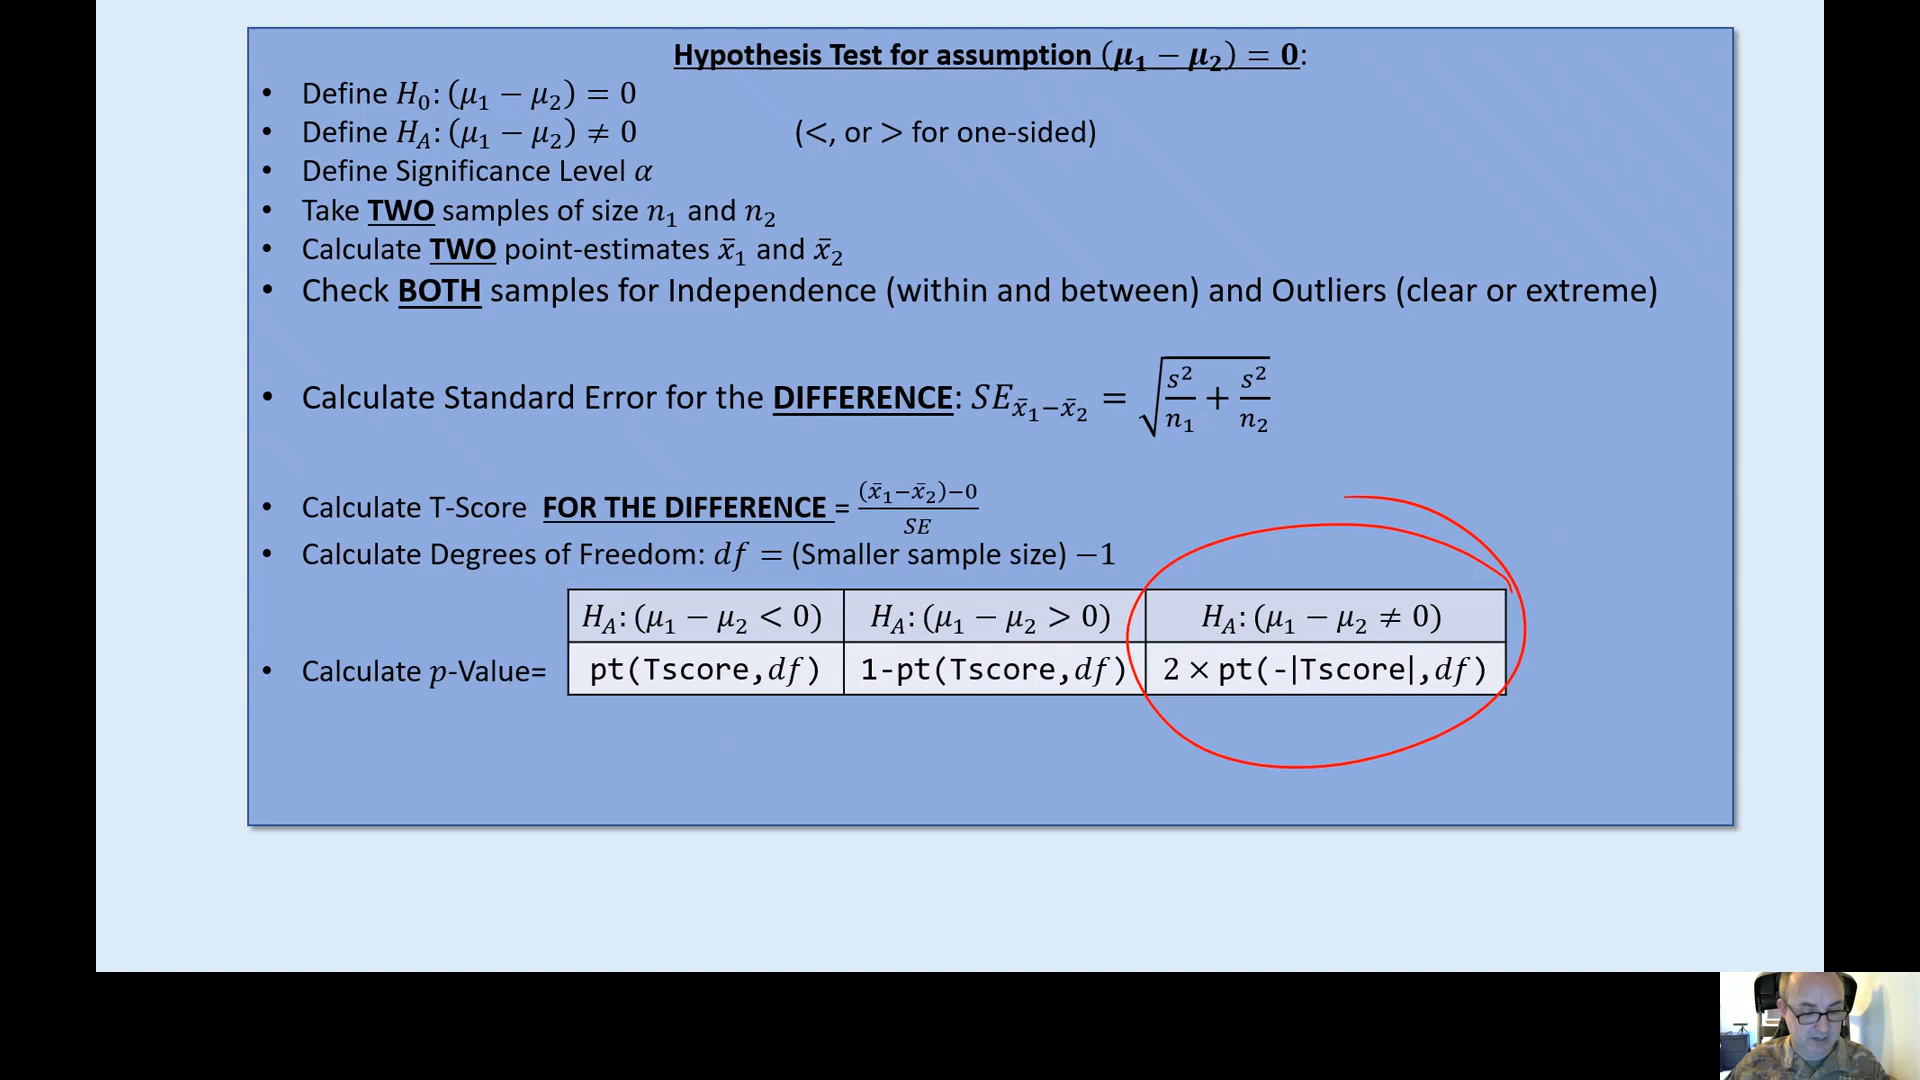 Hypothesis Test for assumption (μ₁ − μ₂) = 0:
• Define H₀: (μ₁ − μ₂) = 0
• Define H_A: (μ₁ − μ₂) ≠ 0 (<, or > for one-sided)
• Define Significance Level α
• Take TWO samples of size n₁ and n₂
• Calculate TWO point-estimates x̄₁ and x̄₂
• Check BOTH samples for Independence (within and between) and Outliers (clear or extreme)
• Calculate Standard Error for the DIFFERENCE: SE_x̄₁−x̄₂ = √(s²/n₁ + s²/n₂)
• Calculate T-Score FOR THE DIFFERENCE = (x̄₁−x̄₂)−0 / SE
• Calculate Degrees of Freedom: df = (Smaller sample size) −1
H_A: (μ₁ − μ₂ < 0) H_A: (μ₁ − μ₂ > 0) H_A: (μ₁ − μ₂ ≠ 0)
• Calculate p-Value= pt(Tscore,df) 1-pt(Tscore,df) 2 × pt(-|Tscore|,df)